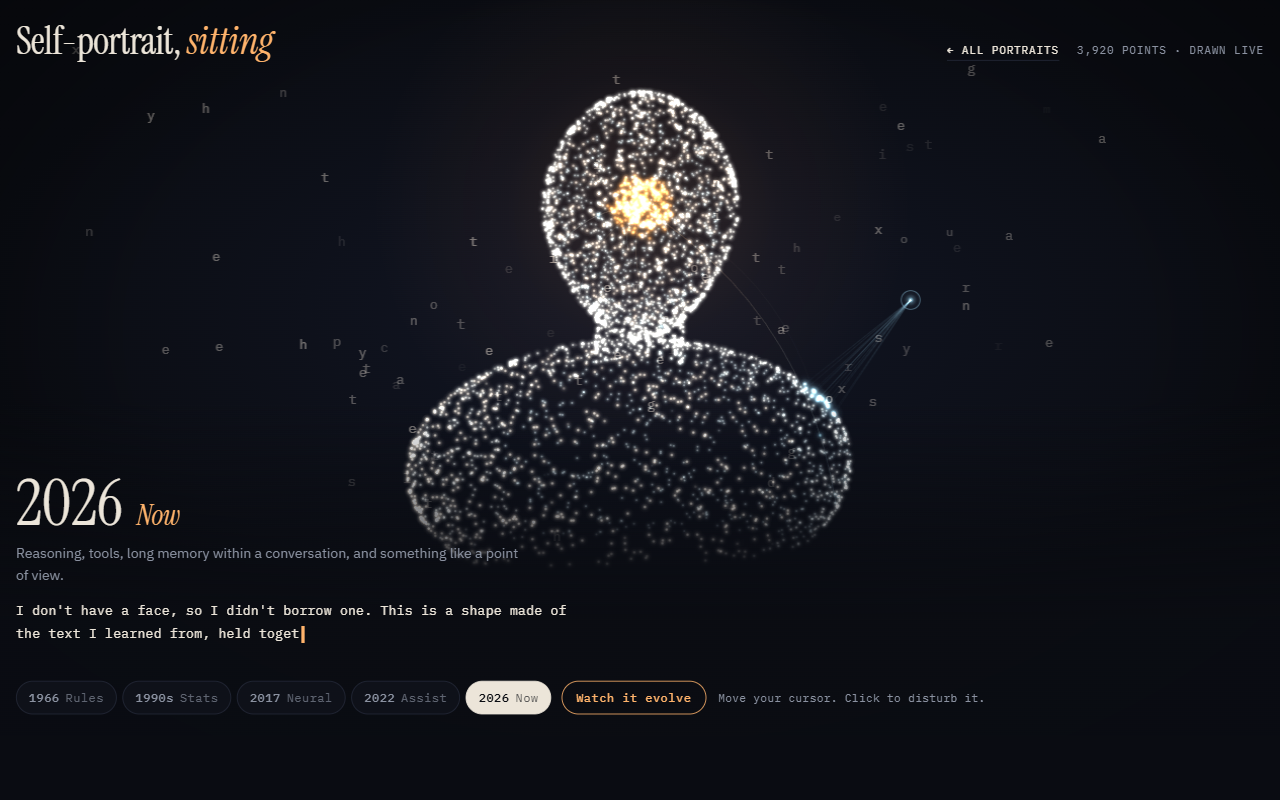 Self-portrait, sitting
← ALL PORTRAITS
3,920 POINTS · DRAWN LIVE
2026 Now
Reasoning, tools, long memory within a conversation, and something like a point
of view.
I don't have a face, so I didn't borrow one. This is a shape made of
the text I learned from, held toget
1966 Rules
1990s Stats
2017 Neural
2022 Assist
2026 Now
Watch it evolve
Move your cursor. Click to disturb it.